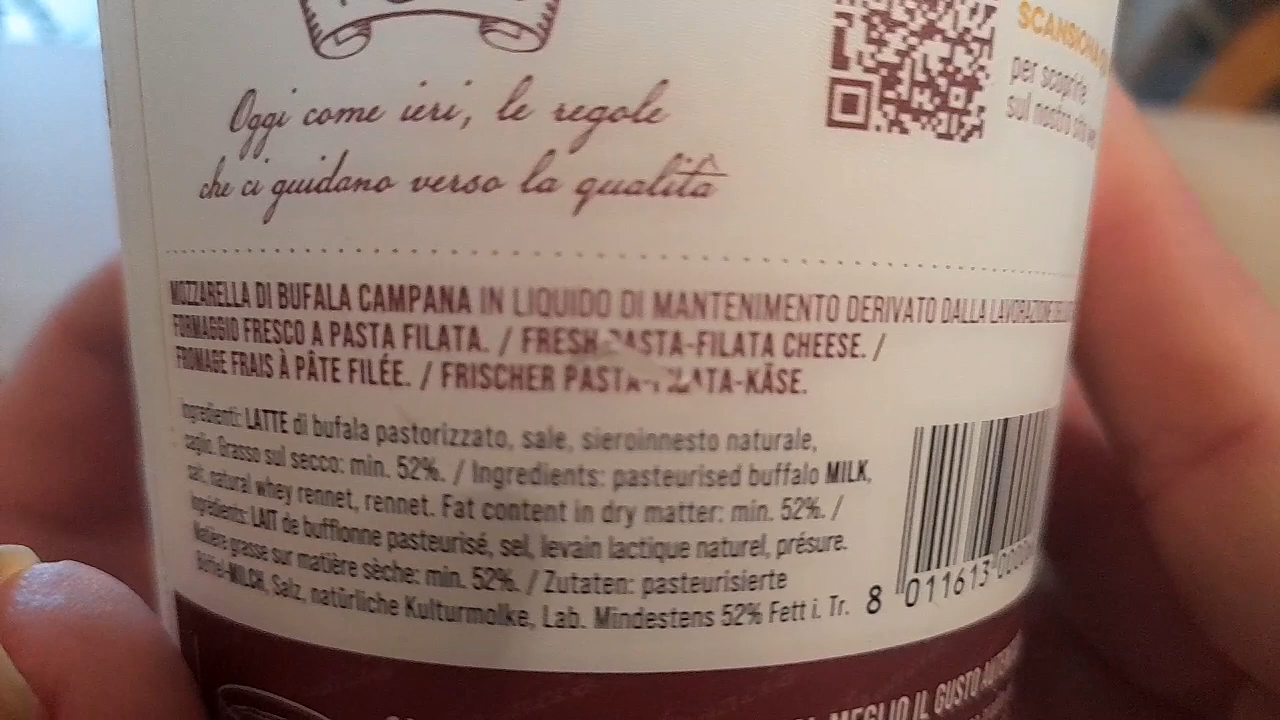 SCANSIONA
per scoprire
sul nostro
Oggi come ieri, le regole
che ci guidano verso la qualità
MOZZARELLA DI BUFALA CAMPANA IN LIQUIDO DI MANTENIMENTO DERIVATO DALLA LAVORAZIONE
FORMAGGIO FRESCO A PASTA FILATA. / FRESH PASTA-FILATA CHEESE. /
FROMAGE FRAIS À PÂTE FILÉE. / FRISCHER PASTA-FILATA-KÄSE.
Ingredienti: LATTE di bufala pastorizzato, sale, sieroinnesto naturale,
caglio. Grasso sul secco: min. 52%. / Ingredients: pasteurised buffalo MILK,
salt, natural whey rennet, rennet. Fat content in dry matter: min. 52%. /
Ingrédients: LAIT de bufflonne pasteurisé, sel, levain lactique naturel, présure.
Matière grasse sur matière sèche: min. 52%. / Zutaten: pasteurisierte
Büffel-MILCH, Salz, natürliche Kulturmolke, Lab. Mindestens 52% Fett i. Tr.
8 011613
MEGLIO IL GUSTO